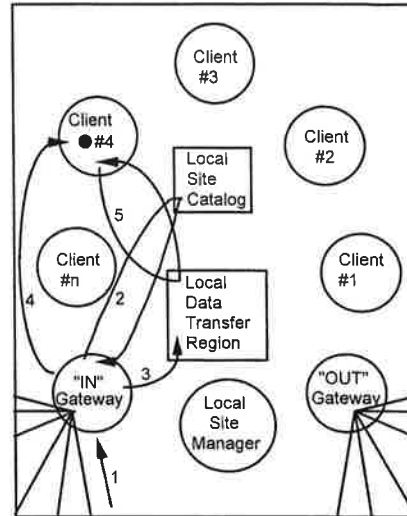 Client
#3
Client
#4
Client
#2
Local
Site
Catalog
5
Client
#n
2
4
Local
Data
Transfer
Region
Client
#1
"IN"
Gateway
3
Local
Site
Manager
"OUT"
Gateway
1